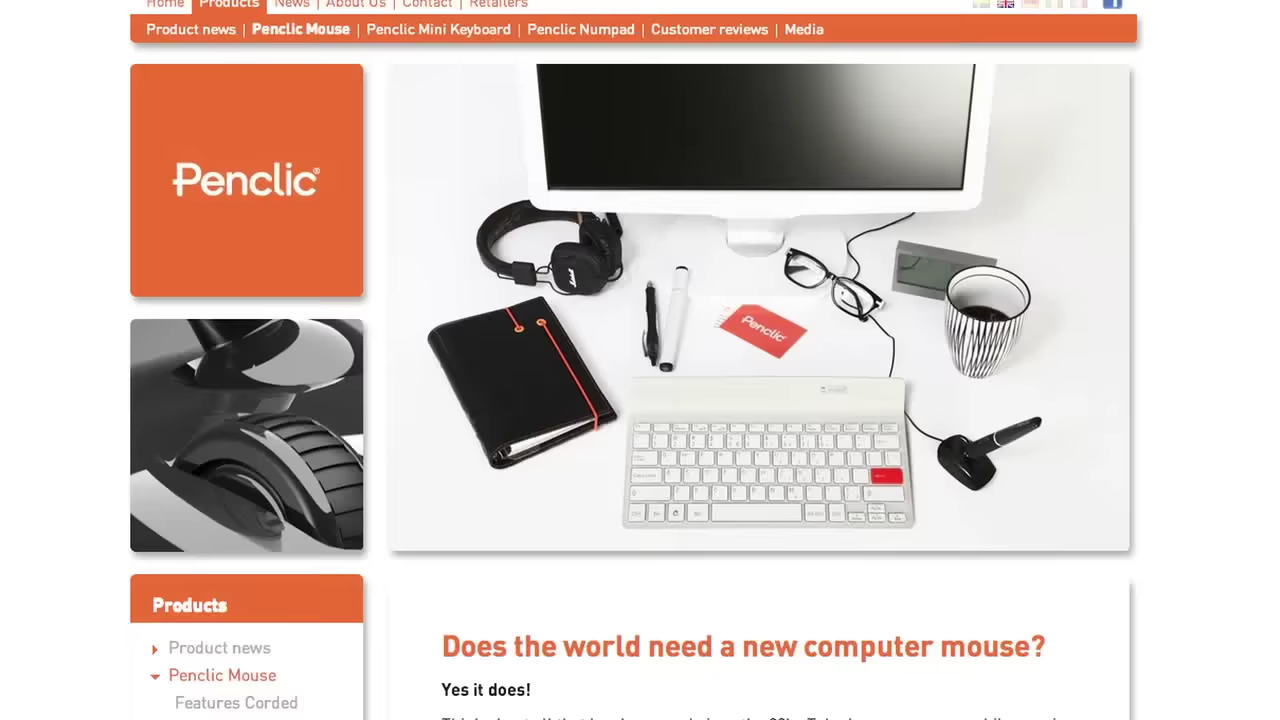 Home | Products | News | About Us | Contact | Retailers
Product news | Penclic Mouse | Penclic Mini Keyboard | Penclic Numpad | Customer reviews | Media
Penclic®
Penclic
Products
Product news
Penclic Mouse
Features Corded
Does the world need a new computer mouse?
Yes it does!